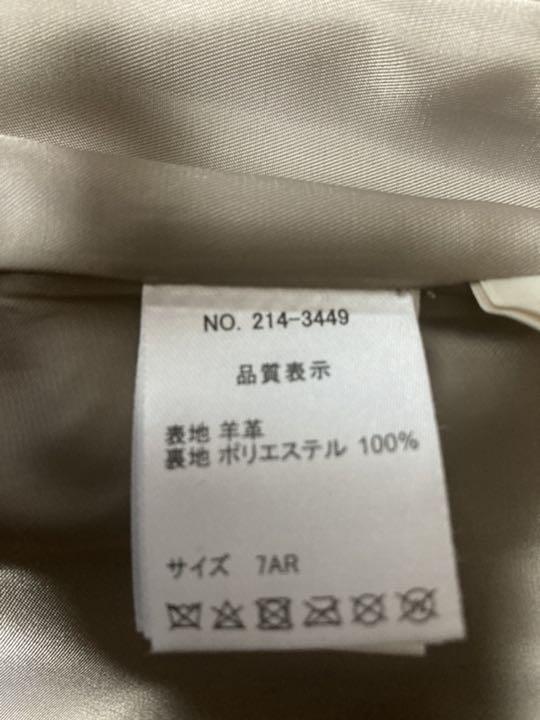 NO. 214-3449
品質表示
表地 羊革
裏地 ポリエステル 100%
サイズ 7AR